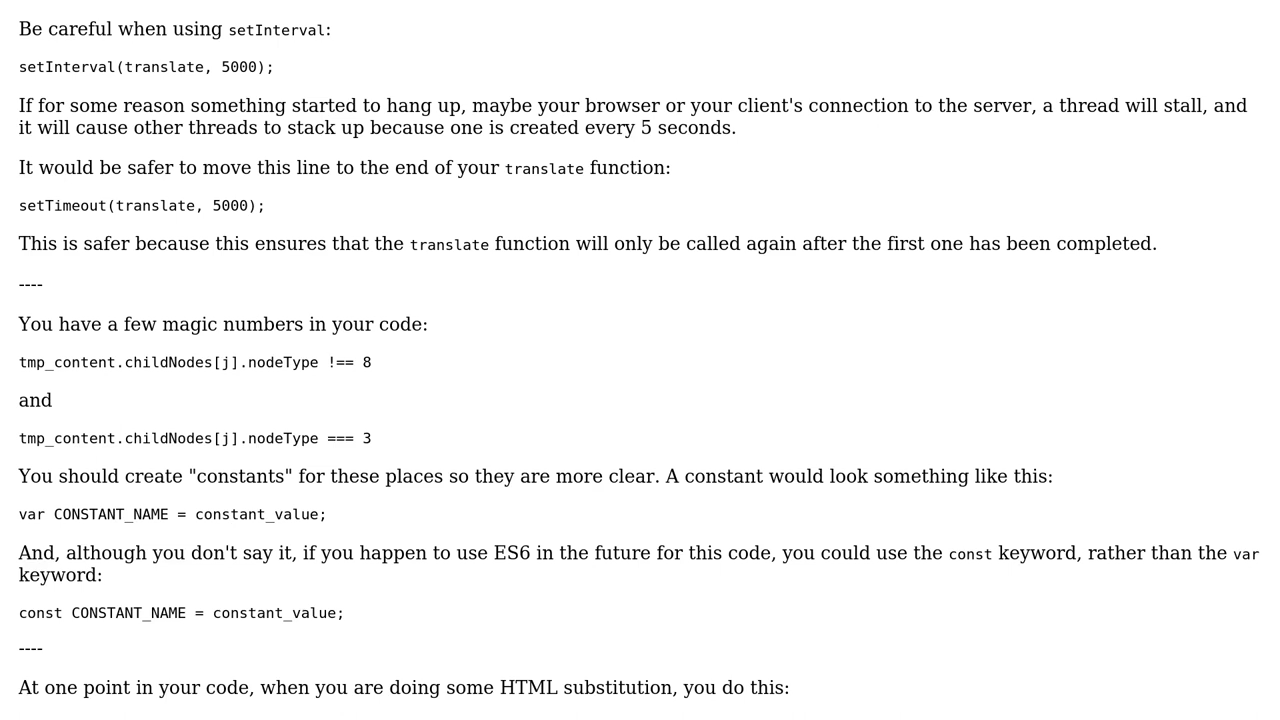 Be careful when using setInterval:
setInterval(translate, 5000);
If for some reason something started to hang up, maybe your browser or your client's connection to the server, a thread will stall, and
it will cause other threads to stack up because one is created every 5 seconds.
It would be safer to move this line to the end of your translate function:
setTimeout(translate, 5000);
This is safer because this ensures that the translate function will only be called again after the first one has been completed.
----
You have a few magic numbers in your code:
tmp_content.childNodes[j].nodeType !== 8
and
tmp_content.childNodes[j].nodeType === 3
You should create "constants" for these places so they are more clear. A constant would look something like this:
var CONSTANT_NAME = constant_value;
And, although you don't say it, if you happen to use ES6 in the future for this code, you could use the const keyword, rather than the var
keyword:
const CONSTANT_NAME = constant_value;
----
At one point in your code, when you are doing some HTML substitution, you do this: